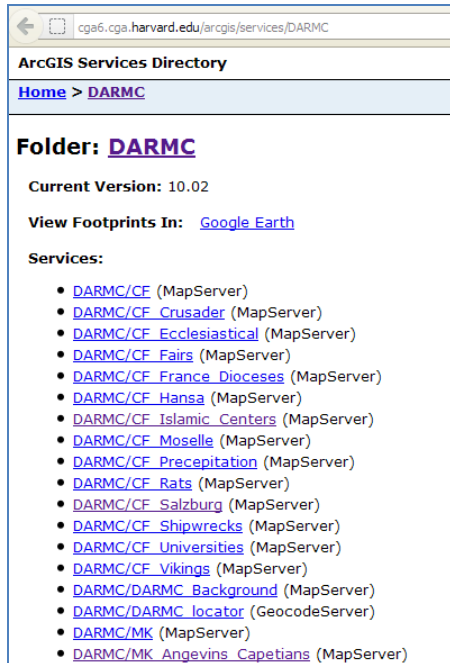 cga6.cga.harvard.edu/arcgis/services/DARMC
ArcGIS Services Directory
Home > DARMC
Folder: DARMC
Current Version: 10.02
View Footprints In: Google Earth
Services:
• DARMC/CF (MapServer)
• DARMC/CF_Crusader (MapServer)
• DARMC/CF_Ecclesiastical (MapServer)
• DARMC/CF_Fairs (MapServer)
• DARMC/CF_France_Dioceses (MapServer)
• DARMC/CF_Hansa (MapServer)
• DARMC/CF_Islamic_Centers (MapServer)
• DARMC/CF_Moselle (MapServer)
• DARMC/CF_Precepitation (MapServer)
• DARMC/CF_Rats (MapServer)
• DARMC/CF_Salzburg (MapServer)
• DARMC/CF_Shipwrecks (MapServer)
• DARMC/CF_Universities (MapServer)
• DARMC/CF_Vikings (MapServer)
• DARMC/DARMC_Background (MapServer)
• DARMC/DARMC_locator (GeocodeServer)
• DARMC/MK (MapServer)
• DARMC/MK_Angevins_Capetians (MapServer)